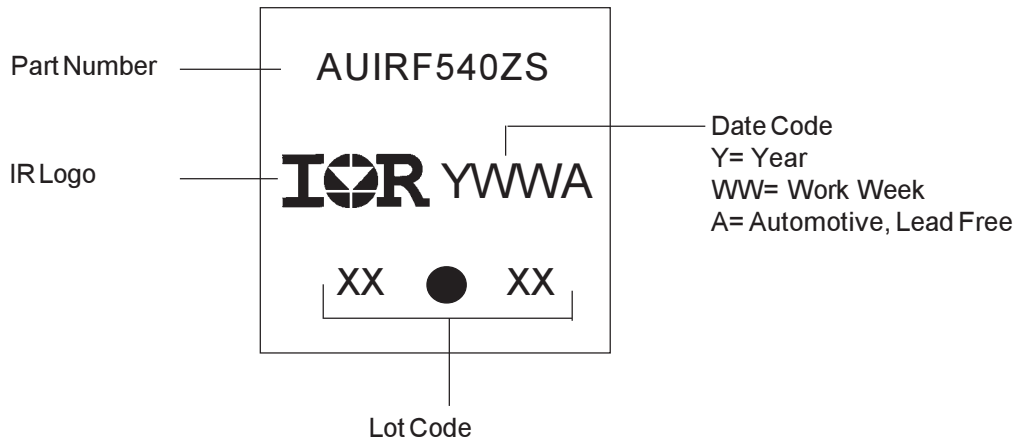 Part Number
AUIRF540ZS
IR Logo
IOR YWWA
Date Code
Y= Year
WW= Work Week
A= Automotive, Lead Free
XX ● XX
Lot Code